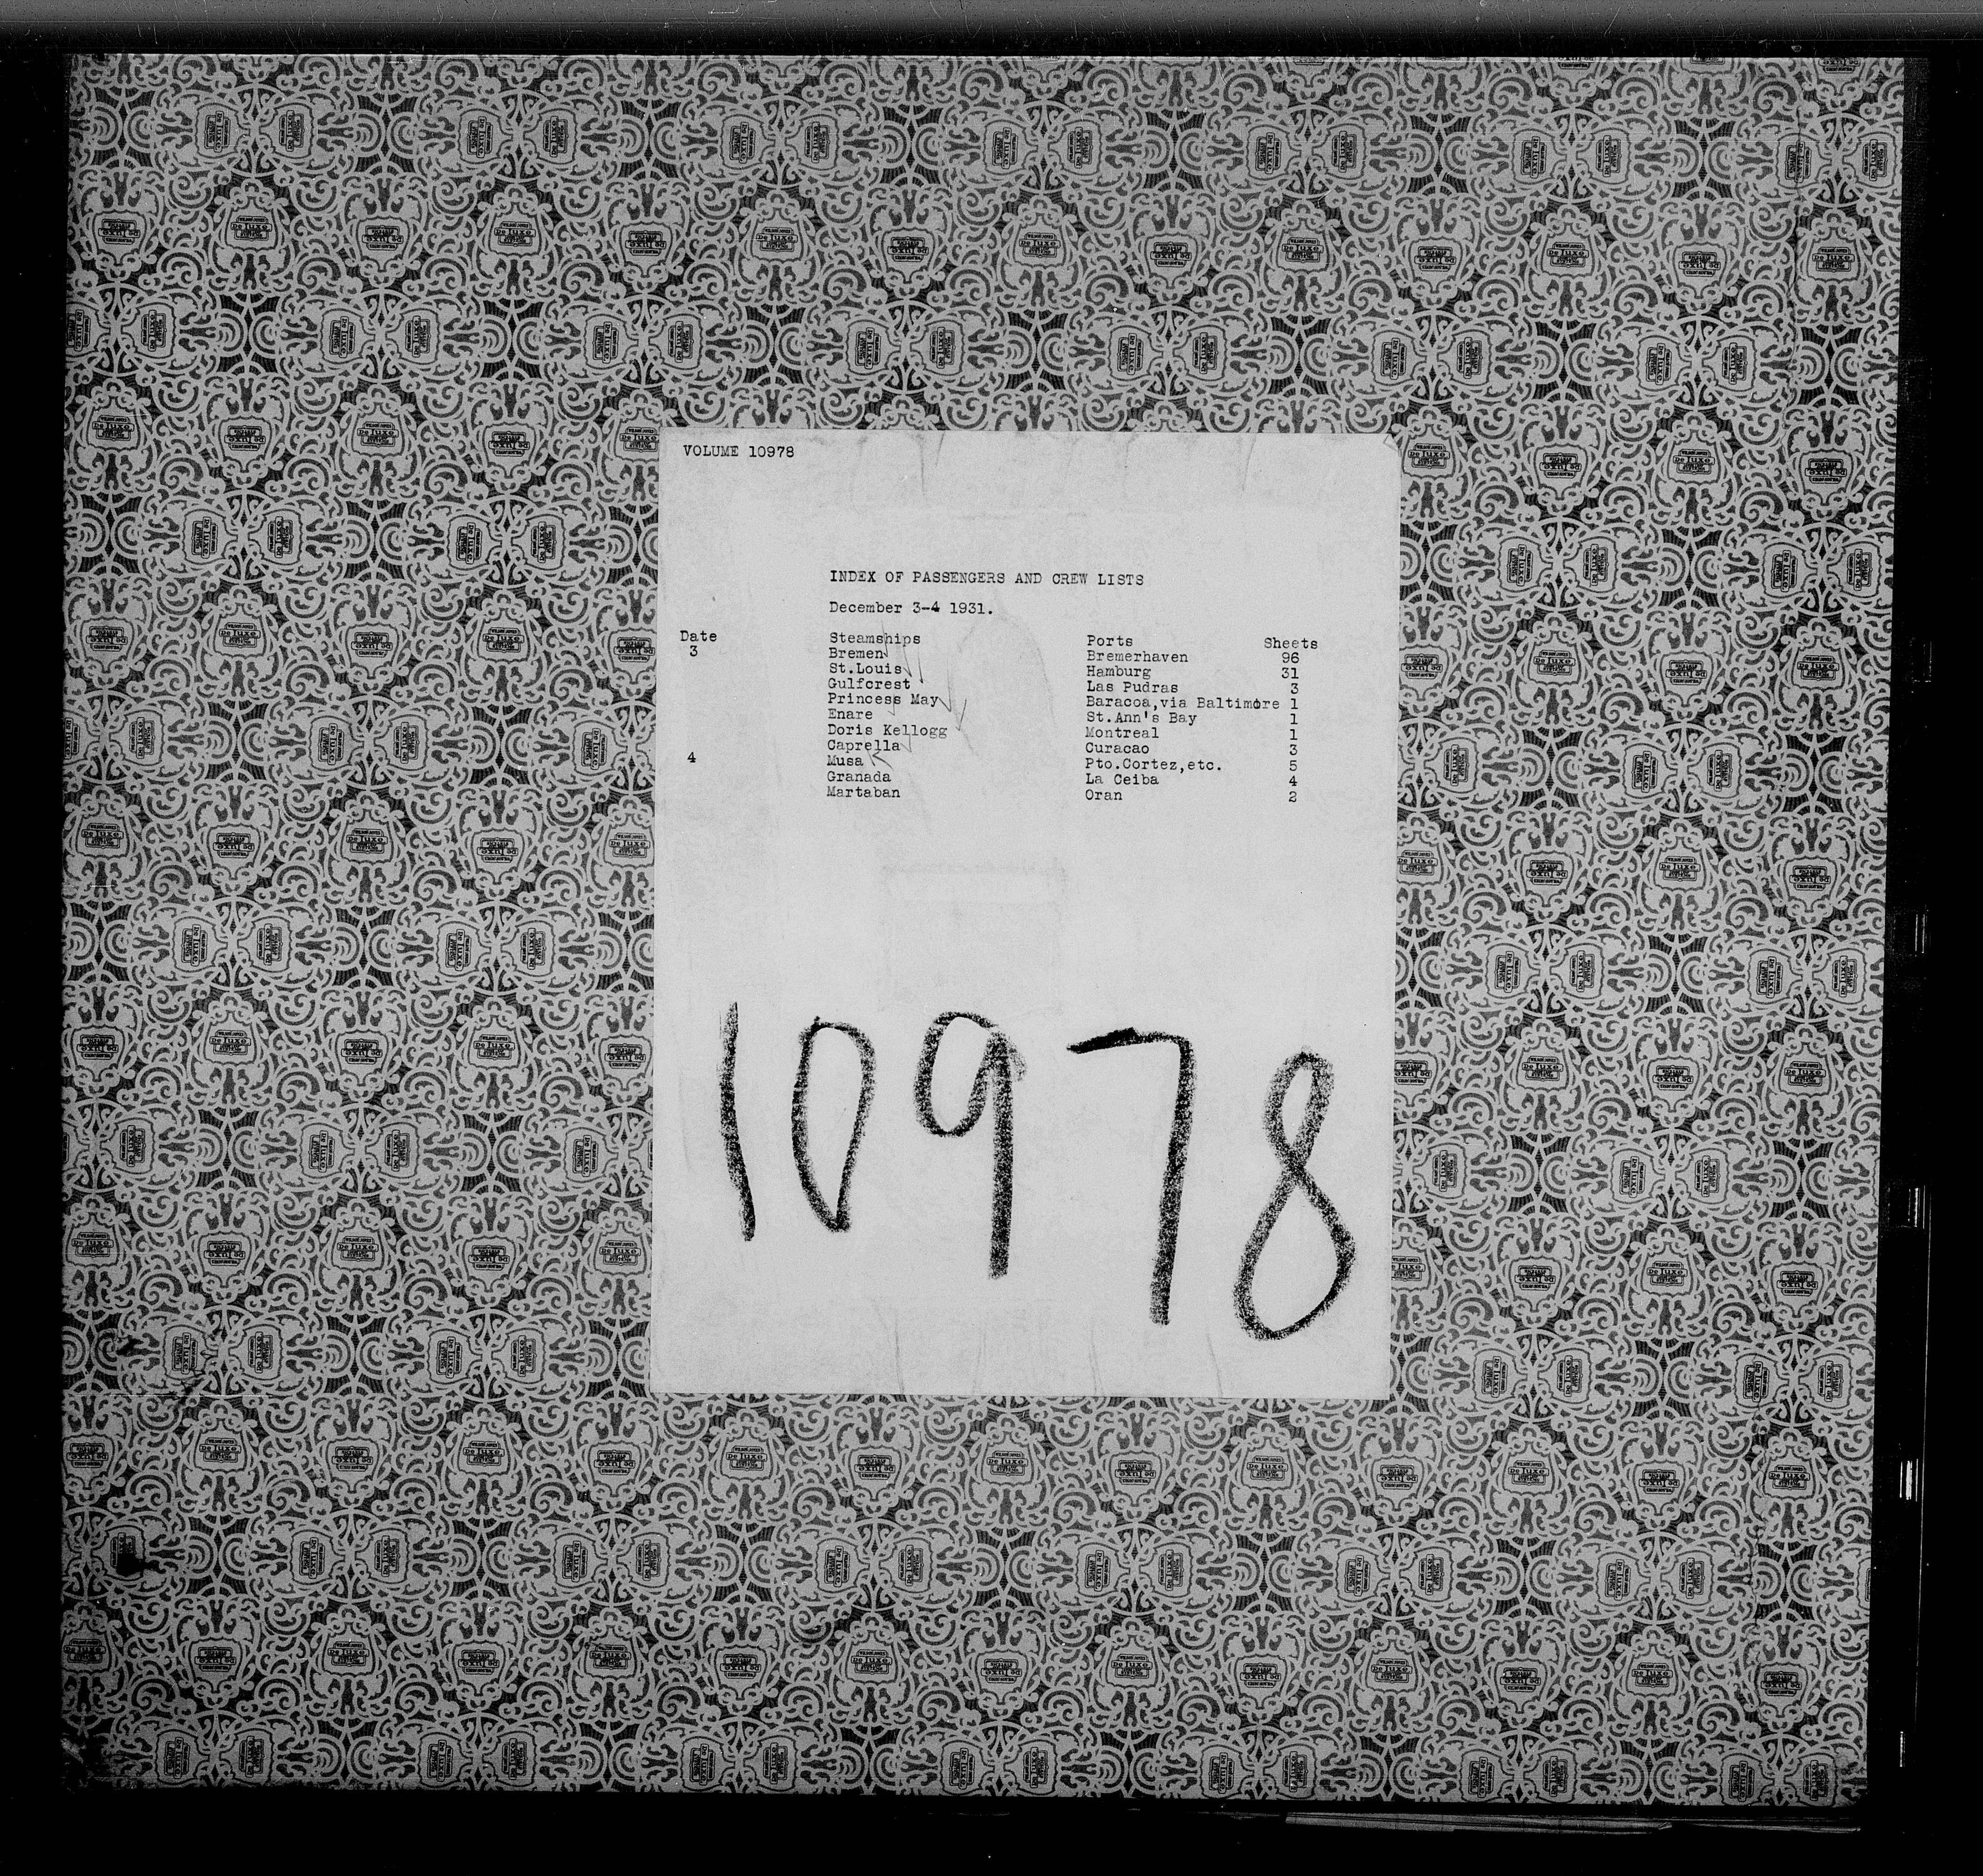 VOLUME 10978
INDEX OF PASSENGERS AND CREW LISTS
December 3-4 1931.
Date Steamships Ports Sheets
3 Bremen Bremerhaven 96
St.Louis Hamburg 31
Gulfcrest Las Pudras 3
Princess May Baracoa,via Baltimore 1
Enare St.Ann's Bay 1
Doris Kellogg Montreal 1
Caprella Curacao 3
4 Musa Pto.Cortez,etc. 5
Granada La Ceiba 4
Martaban Oran 2
10978